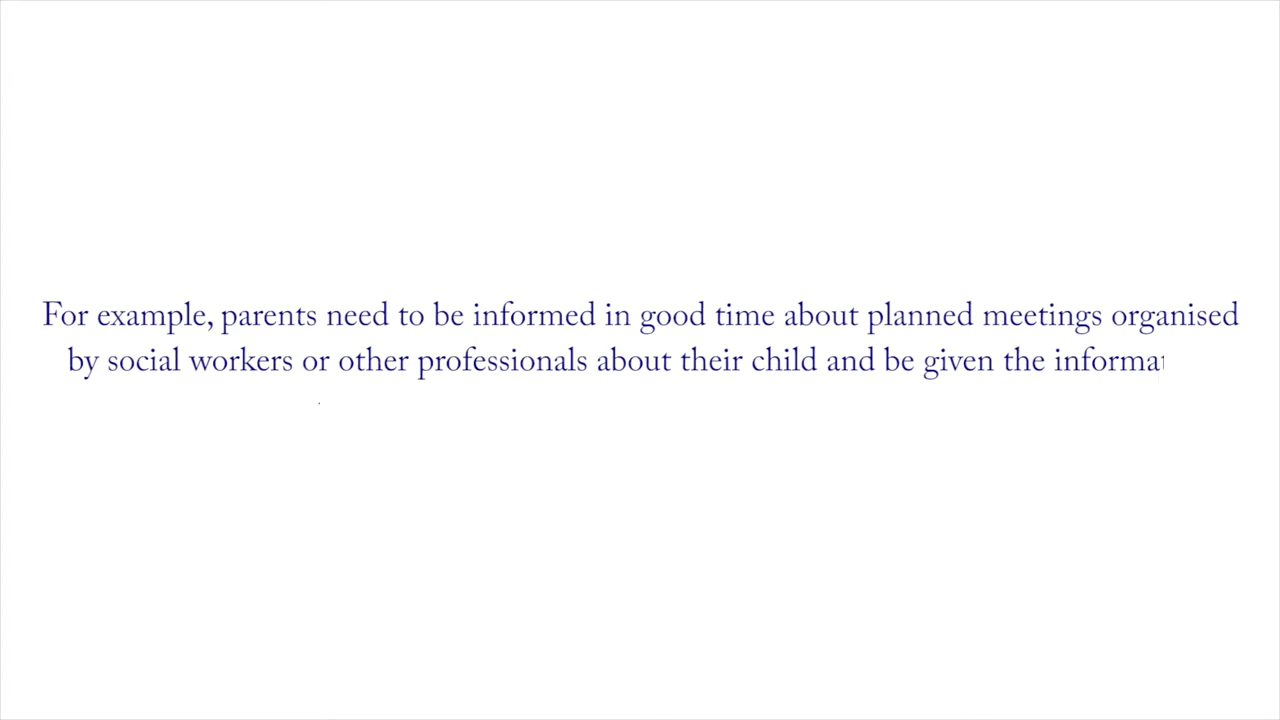 For example, parents need to be informed in good time about planned meetings organised
by social workers or other professionals about their child and be given the informat